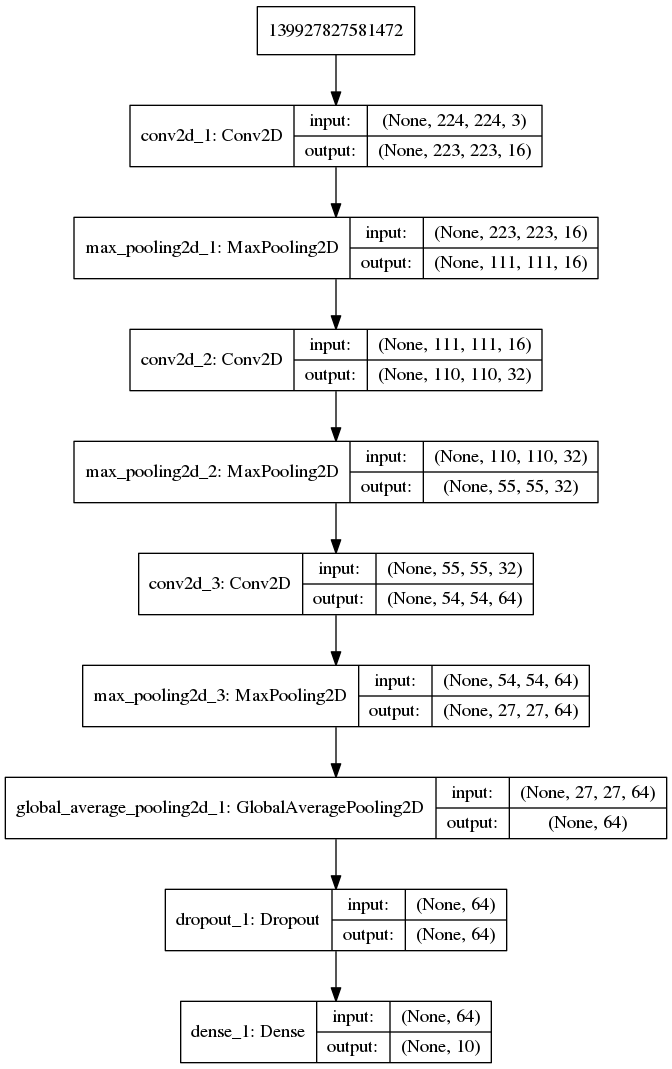 139927827581472
conv2d_1: Conv2D
input: (None, 224, 224, 3)
output: (None, 223, 223, 16)
max_pooling2d_1: MaxPooling2D
input: (None, 223, 223, 16)
output: (None, 111, 111, 16)
conv2d_2: Conv2D
input: (None, 111, 111, 16)
output: (None, 110, 110, 32)
max_pooling2d_2: MaxPooling2D
input: (None, 110, 110, 32)
output: (None, 55, 55, 32)
conv2d_3: Conv2D
input: (None, 55, 55, 32)
output: (None, 54, 54, 64)
max_pooling2d_3: MaxPooling2D
input: (None, 54, 54, 64)
output: (None, 27, 27, 64)
global_average_pooling2d_1: GlobalAveragePooling2D
input: (None, 27, 27, 64)
output: (None, 64)
dropout_1: Dropout
input: (None, 64)
output: (None, 64)
dense_1: Dense
input: (None, 64)
output: (None, 10)